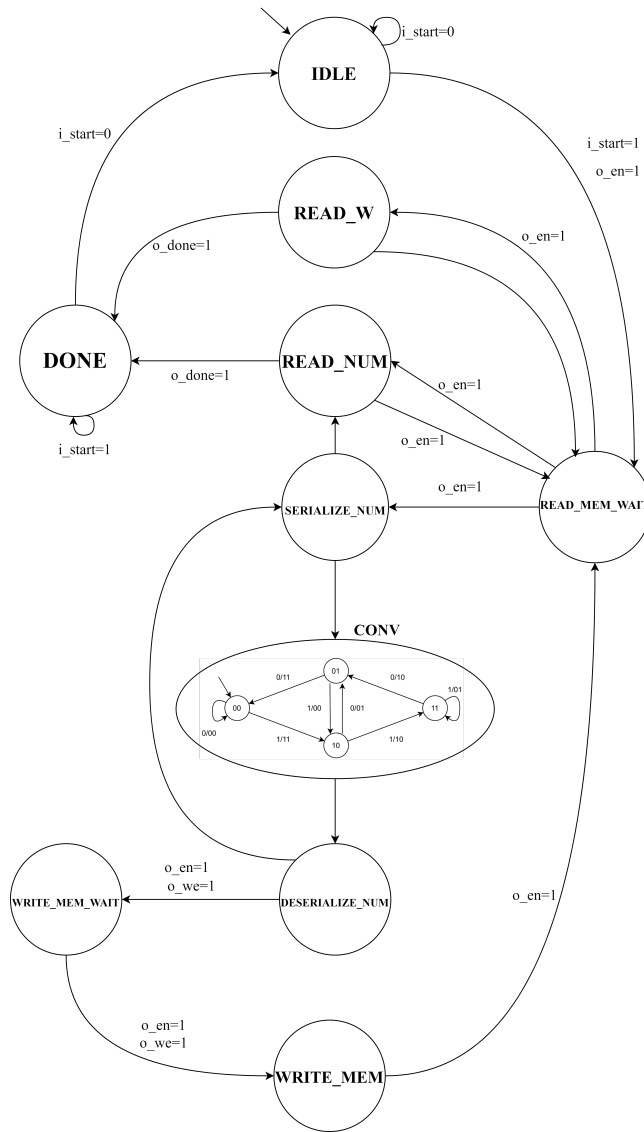 i_start=0
IDLE
i_start=0
i_start=1
o_en=1
READ_W
o_en=1
o_done=1
DONE
READ_NUM
o_en=1
o_done=1
o_en=1
i_start=1
o_en=1
SERIALIZE_NUM
READ_MEM_WAIT
CONV
01
0/11
0/10
1/01
00
1/00
0/01
11
0/00
1/11
10
1/10
o_en=1
o_we=1
o_en=1
WRITE_MEM_WAIT
DESERIALIZE_NUM
o_en=1
o_we=1
WRITE_MEM